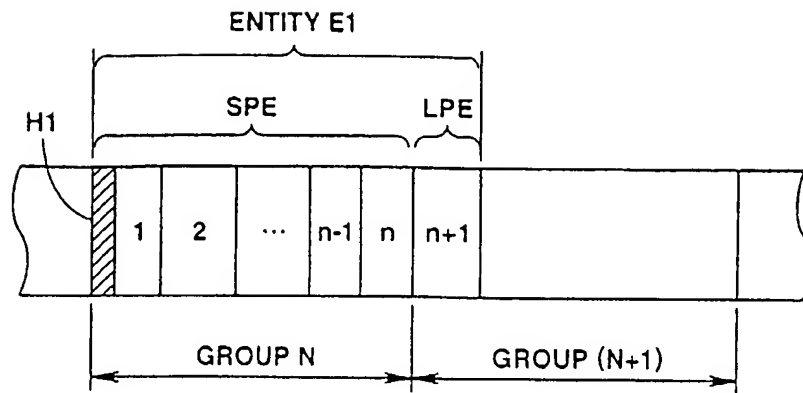 ENTITY E1
SPE LPE
H1
1 2 ... n-1 n n+1
GROUP N GROUP (N+1)